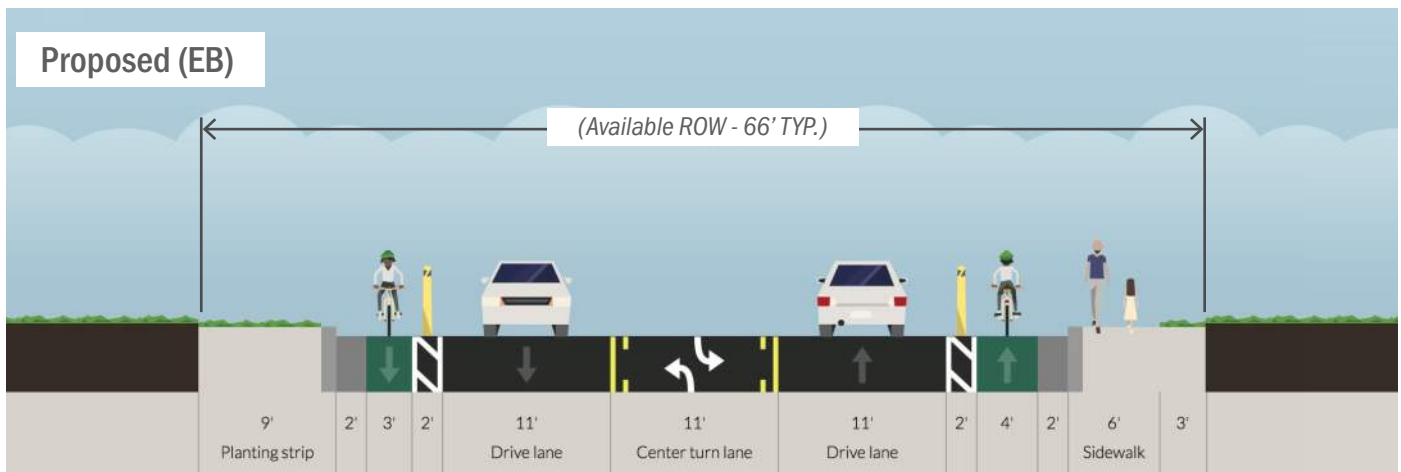 Proposed (EB)
(Available ROW - 66' TYP.)
9' 2' 3' 2' 11' 11' 11' 2' 4' 2' 6' 3'
Planting strip Drive lane Center turn lane Drive lane Sidewalk